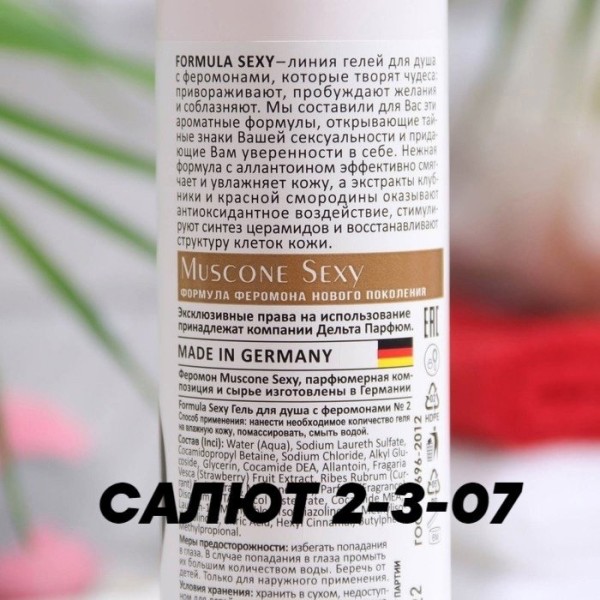 FORMULA SEXY—линия гелей для душа
с феромонами, которые творят чудеса:
привораживают, пробуждают желания
и соблазняют. Мы составили для Вас эти
ароматные формулы, открывающие тай-
ные знаки Вашей сексуальности и прида-
ющие Вам уверенности в себе. Нежная
формула с аллантоином эффективно смяг-
чает и увлажняет кожу, а экстракты клуб-
ники и красной смородины оказывают
антиоксидантное воздействие, стимули-
руют синтез церамидов и восстанавливают
структуру клеток кожи.
MUSCONE SEXY
ФОРМУЛА ФЕРОМОНА НОВОГО ПОКОЛЕНИЯ
Эксклюзивные права на использование
принадлежат компании Дельта Парфюм.
EAC
MADE IN GERMANY
Феромон Muscone Sexy, парфюмерная ком-
позиция и сырье изготовлены в Германии
Formula Sexy Гель для душа с феромонами № 2
Способ применения: нанести необходимое количество геля
на влажную кожу, помассировать, смыть водой.
Состав (Inci): Water (Aqua), Sodium Laureth Sulfate,
Cocamidopropyl Betaine, Sodium Chloride, Alkyl Gluc-
coside, Glycerin, Cocamide DEA, Allantoin, Fragaria
Vesca (Strawberry) Fruit Extract, Ribes Rubrum (Cur-
САЛЮТ 2-3-07
Methylpropional.
Меры предосторожности: избегать попадания
в глаза. В случае попадания в глаза промыть
их большим количеством воды. Беречь от
детей. Только для наружного применения.
Условия хранения: хранить в сухом, недоступ-
HDPE
696-2012
ПАРТИИ